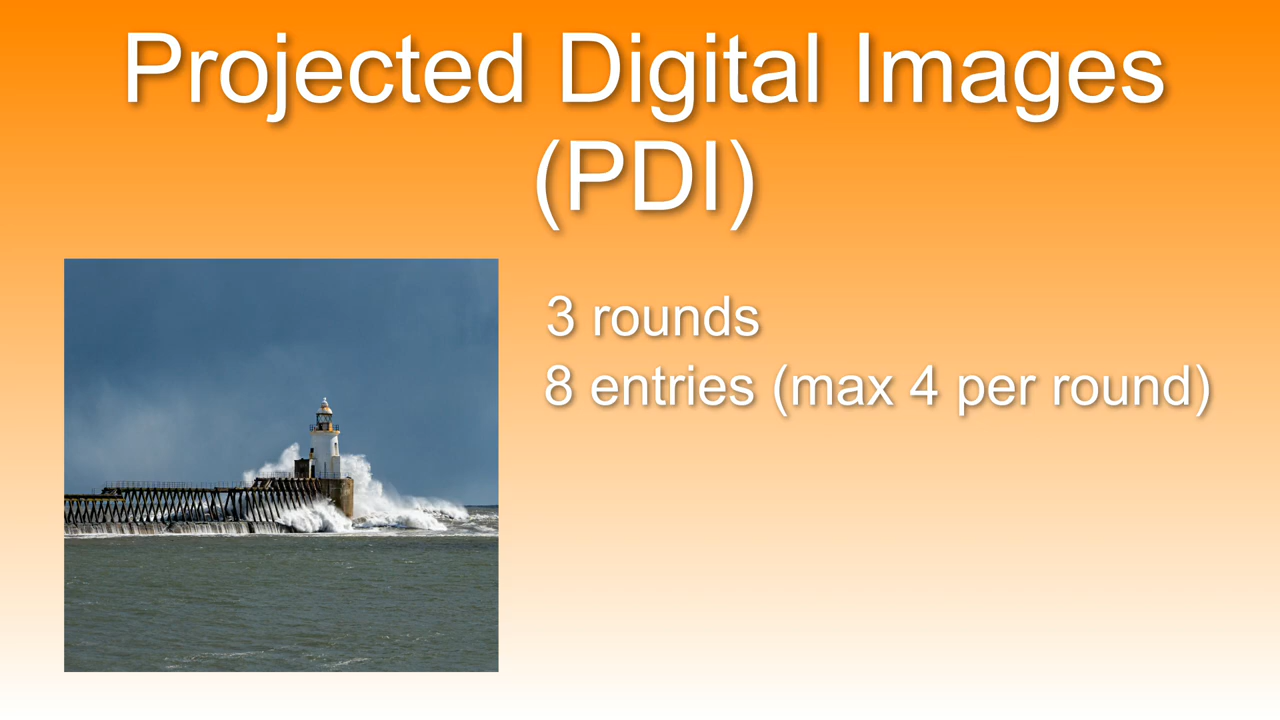 Projected Digital Images
(PDI)
3 rounds
8 entries (max 4 per round)